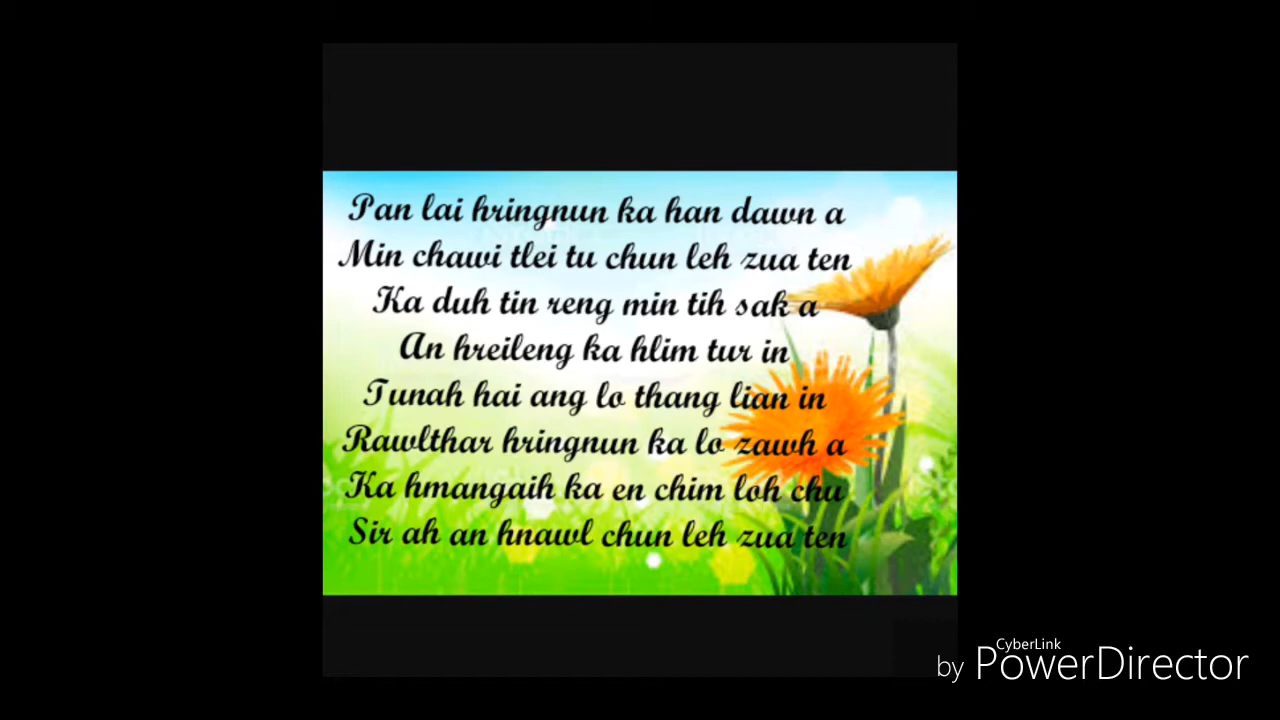 Pan lai hringnun ka han dawn a
Min chawi tlei tu chun leh zua ten
Ka duh tin reng min tih sak a
An hreileng ka hlim tur in
Tunah hai ang lo thang lian in
Rawlthar hringnun ka lo zawh a
Ka hmangaih ka en chim loh chu
Sir ah an hnawl chun leh zua ten
CyberLink
by PowerDirector